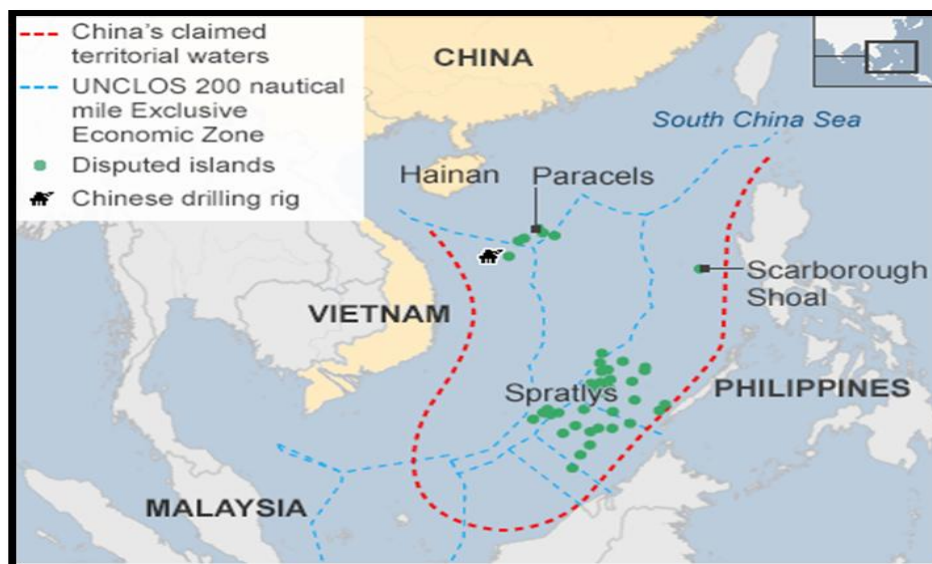 China's claimed
territorial waters
UNCLOS 200 nautical
mile Exclusive
Economic Zone
Disputed islands
Chinese drilling rig
CHINA
South China Sea
Hainan
Paracels
Scarborough
Shoal
VIETNAM
Spratlys
PHILIPPINES
MALAYSIA